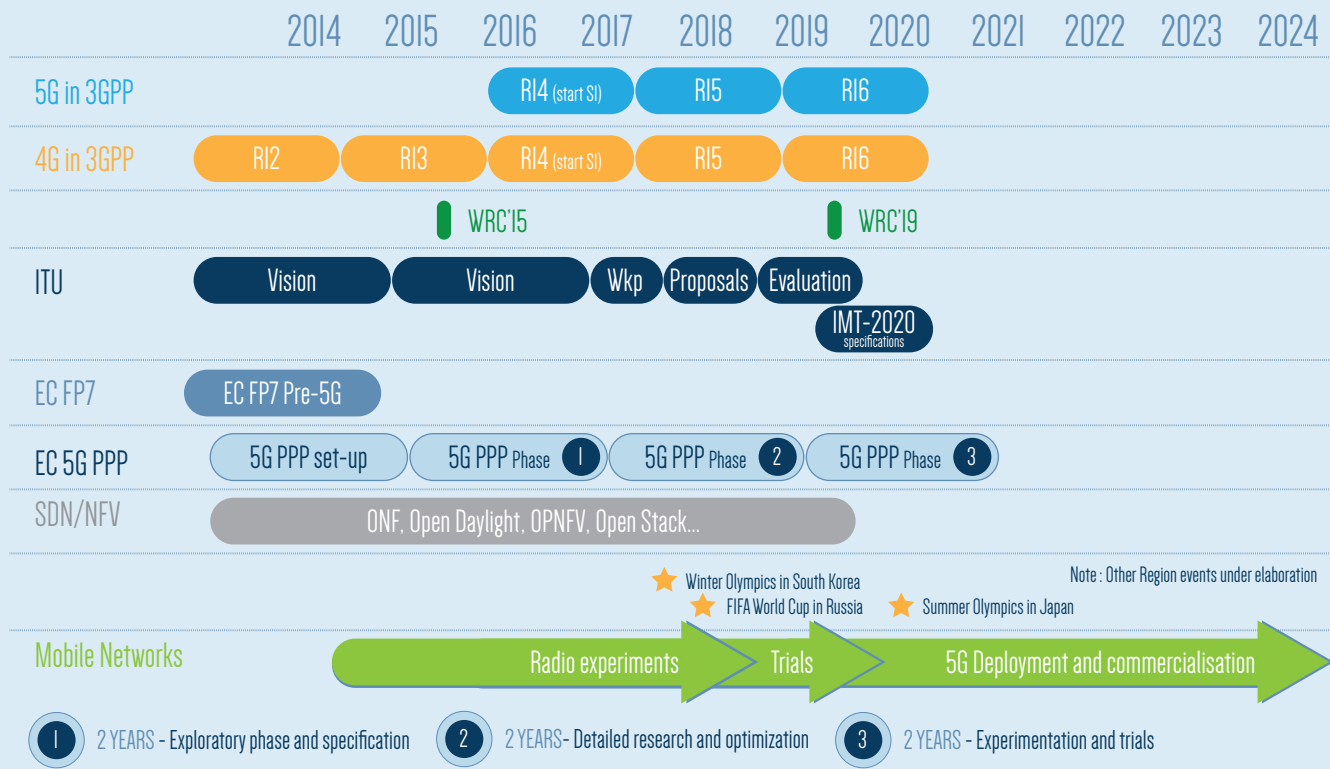 2014 2015 2016 2017 2018 2019 2020 2021 2022 2023 2024
5G in 3GPP R14 (start SI) R15 R16
4G in 3GPP R12 R13 R14 (start SI) R15 R16
WRC'15 WRC'19
ITU Vision Vision Wkp Proposals Evaluation
IMT-2020
specifications
EC FP7 EC FP7 Pre-5G
EC 5G PPP 5G PPP set-up 5G PPP Phase 1 5G PPP Phase 2 5G PPP Phase 3
SDN/NFV ONF, Open Daylight, OPNFV, Open Stack...
Winter Olympics in South Korea Note : Other Region events under elaboration
FIFA World Cup in Russia Summer Olympics in Japan
Mobile Networks Radio experiments Trials 5G Deployment and commercialisation
1 2 YEARS - Exploratory phase and specification 2 2 YEARS- Detailed research and optimization 3 2 YEARS - Experimentation and trials